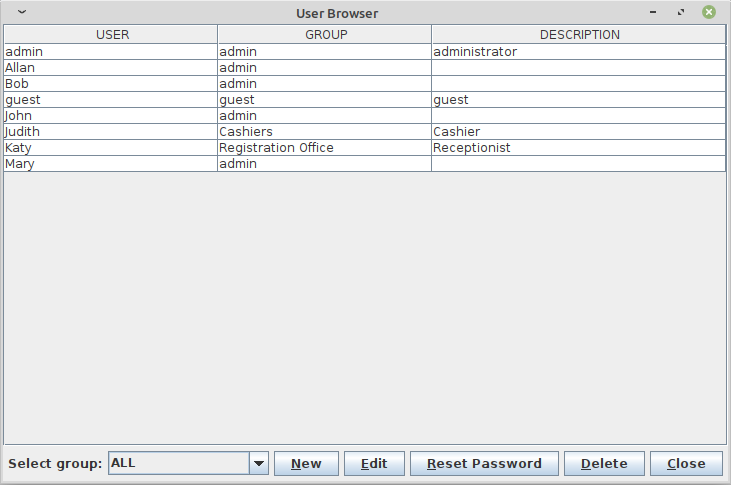 User Browser
USER GROUP DESCRIPTION
admin admin administrator
Allan admin
Bob admin
guest guest guest
John admin
Judith Cashiers Cashier
Katy Registration Office Receptionist
Mary admin
Select group: ALL New Edit Reset Password Delete Close